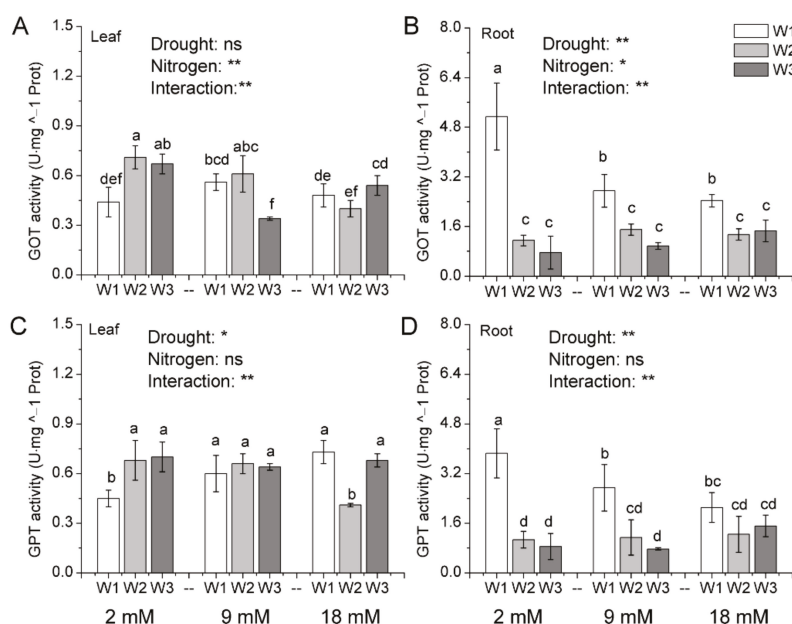 A
Leaf
Drought: ns
Nitrogen: **
Interaction:**
GOT activity (U·mg ^–1 Prot)
1.5
1.2
0.9
0.6
0.3
0.0
def
a
ab
bcd
abc
f
de
ef
cd
W1 W2 W3 -- W1 W2 W3 -- W1 W2 W3
B
Root
Drought: **
Nitrogen: *
Interaction: **
W1
W2
W3
GOT activity (U·mg ^–1 Prot)
8.0
6.4
4.8
3.2
1.6
0.0
a
c
c
b
c
c
b
c
c
W1 W2 W3 -- W1 W2 W3 -- W1 W2 W3
C
Leaf
Drought: *
Nitrogen: ns
Interaction: **
GPT activity (U·mg ^–1 Prot)
1.5
1.2
0.9
0.6
0.3
0.0
b
a
a
a
a
a
a
b
a
W1 W2 W3 -- W1 W2 W3 -- W1 W2 W3
2 mM 9 mM 18 mM
D
Root
Drought: **
Nitrogen: ns
Interaction: **
GPT activity (U·mg ^–1 Prot)
8.0
6.4
4.8
3.2
1.6
0.0
a
d
d
b
cd
d
bc
cd
cd
W1 W2 W3 -- W1 W2 W3 -- W1 W2 W3
2 mM 9 mM 18 mM